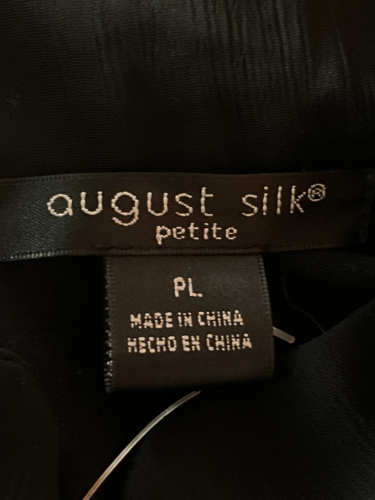 august silk®
petite
PL
MADE IN CHINA
HECHO EN CHINA